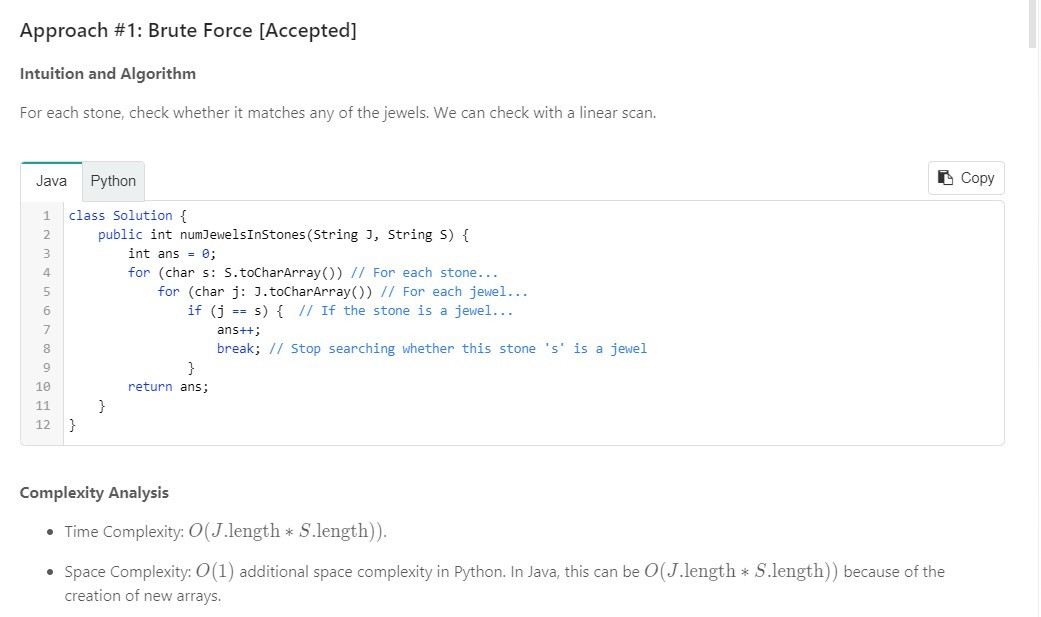 Approach #1: Brute Force [Accepted]
Intuition and Algorithm
For each stone, check whether it matches any of the jewels. We can check with a linear scan.
Java Python Copy
1 class Solution {
2     public int numJewelsInStones(String J, String S) {
3         int ans = 0;
4         for (char s: S.toCharArray()) // For each stone...
5             for (char j: J.toCharArray()) // For each jewel...
6                 if (j == s) {  // If the stone is a jewel...
7                     ans++;
8                     break; // Stop searching whether this stone 's' is a jewel
9                 }
10         return ans;
11     }
12 }
Complexity Analysis
• Time Complexity: O(J.length * S.length)).
• Space Complexity: O(1) additional space complexity in Python. In Java, this can be O(J.length * S.length)) because of the
creation of new arrays.